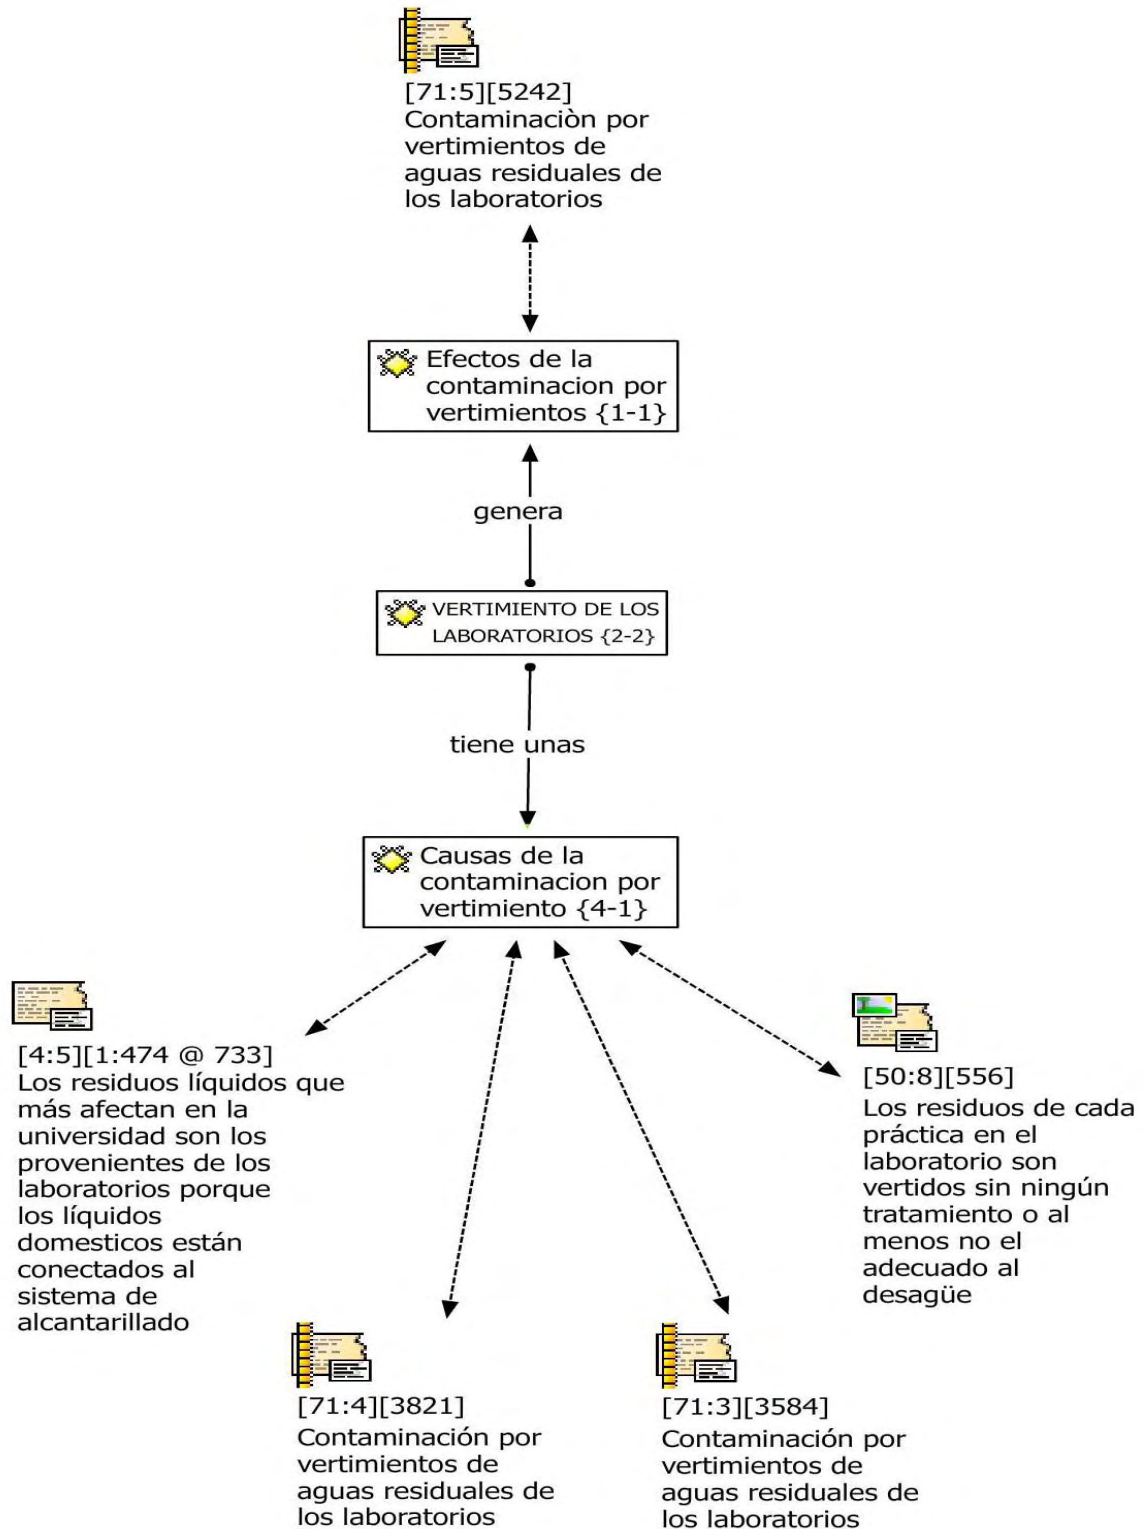 [71:5][5242]
Contaminaciòn por
vertimientos de
aguas residuales de
los laboratorios
Efectos de la
contaminacion por
vertimientos {1-1}
genera
VERTIMIENTO DE LOS
LABORATORIOS {2-2}
tiene unas
Causas de la
contaminacion por
vertimiento {4-1}
[4:5][1:474 @ 733]
Los residuos líquidos que
más afectan en la
universidad son los
provenientes de los
laboratorios porque
los líquidos
domesticos están
conectados al
sistema de
alcantarillado
[50:8][556]
Los residuos de cada
práctica en el
laboratorio son
vertidos sin ningún
tratamiento o al
menos no el
adecuado al
desagüe
[71:4][3821]
Contaminación por
vertimientos de
aguas residuales de
los laboratorios
[71:3][3584]
Contaminación por
vertimientos de
aguas residuales de
los laboratorios